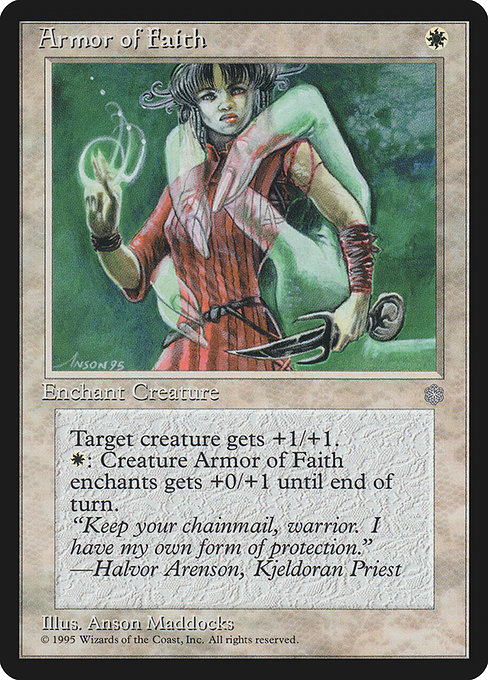 Armor of Faith
ANSON 95
Enchant Creature
Target creature gets +1/+1.
: Creature Armor of Faith
enchants gets +0/+1 until end of
turn.
“Keep your chainmail, warrior. I
have my own form of protection.”
—Halvor Arenson, Kjeldoran Priest
Illus. Anson Maddocks
© 1995 Wizards of the Coast, Inc. All rights reserved.